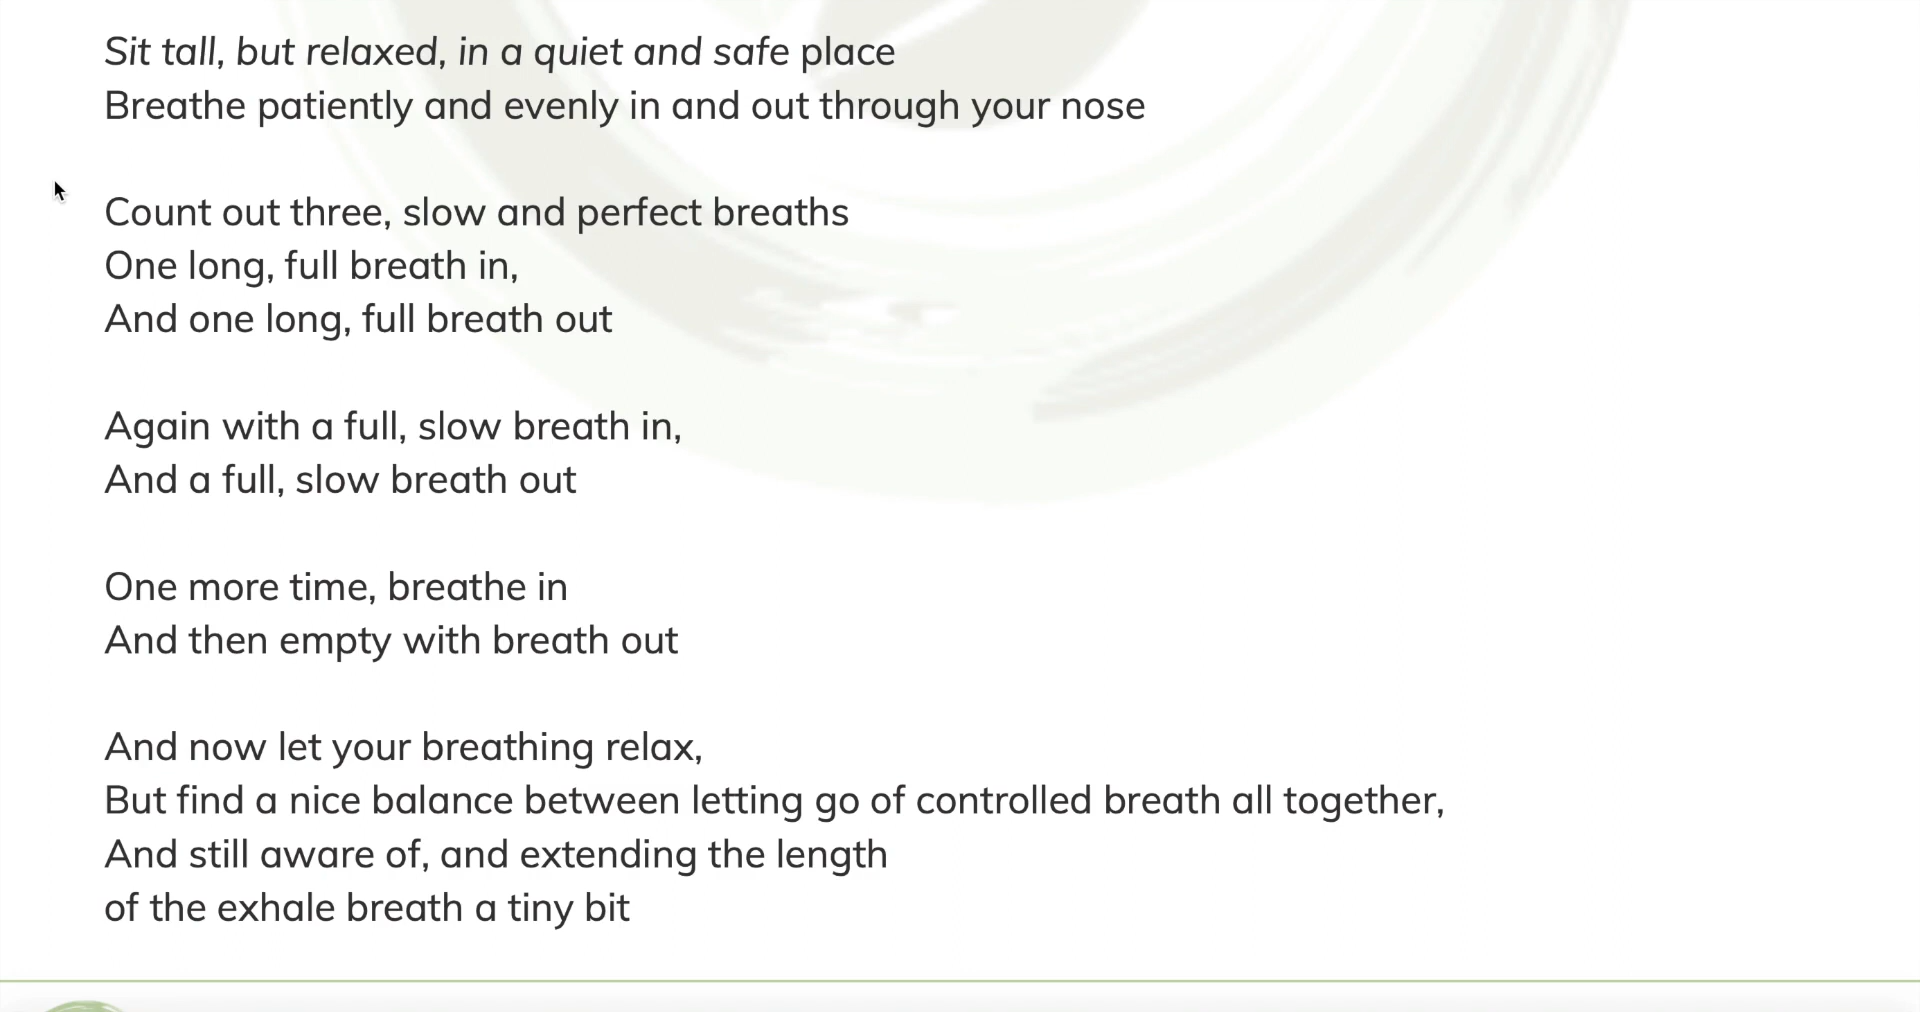 Sit tall, but relaxed, in a quiet and safe place
Breathe patiently and evenly in and out through your nose
Count out three, slow and perfect breaths
One long, full breath in,
And one long, full breath out
Again with a full, slow breath in,
And a full, slow breath out
One more time, breathe in
And then empty with breath out
And now let your breathing relax,
But find a nice balance between letting go of controlled breath all together,
And still aware of, and extending the length
of the exhale breath a tiny bit